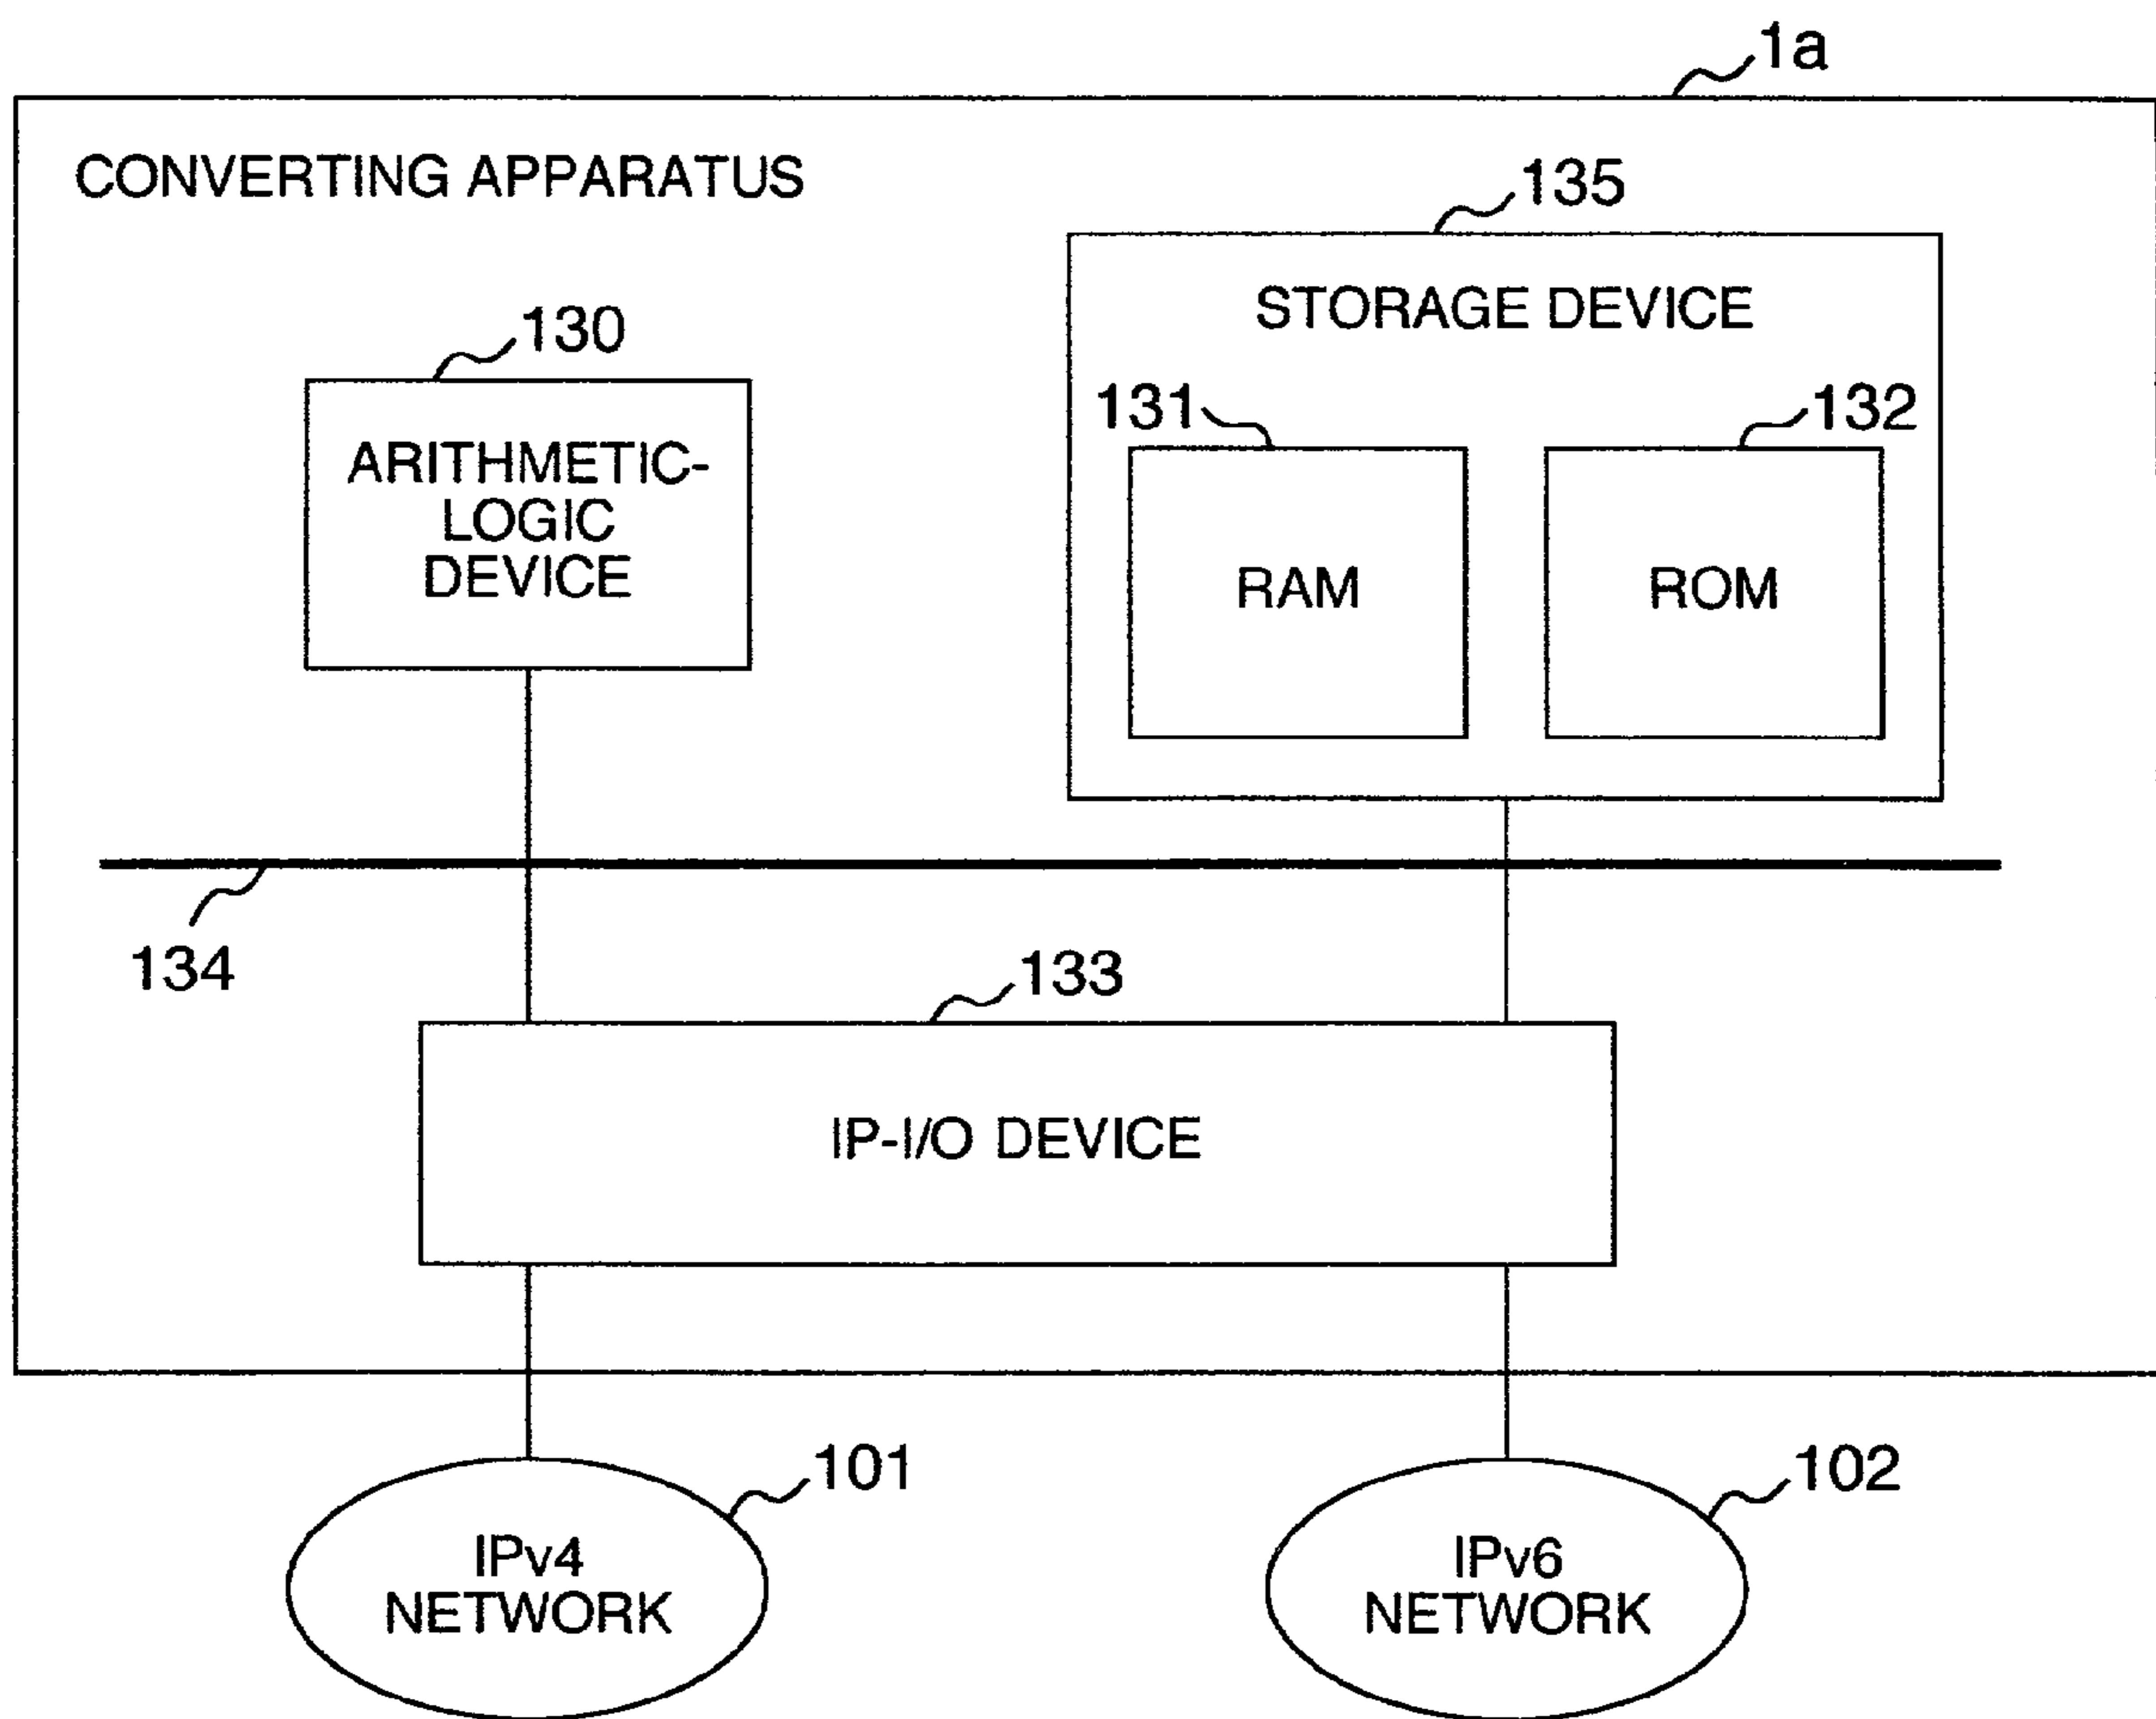 1a
CONVERTING APPARATUS
135
STORAGE DEVICE
130
ARITHMETIC-
LOGIC
DEVICE
131
132
RAM
ROM
134
133
IP-I/O DEVICE
101
102
IPv4
NETWORK
IPv6
NETWORK